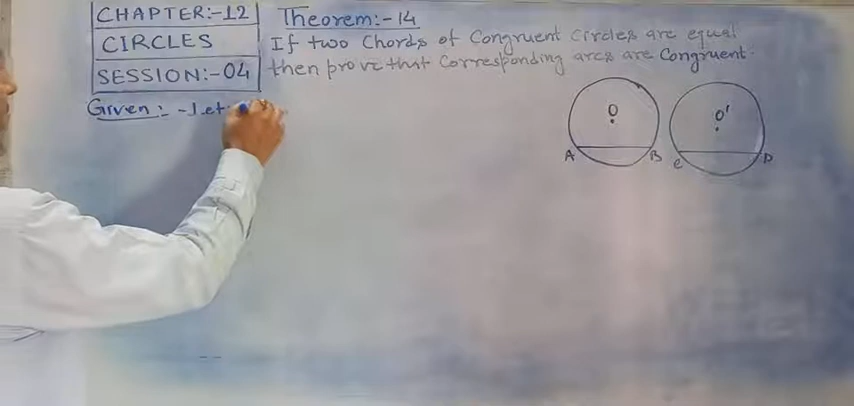 CHAPTER:-12
CIRCLES
SESSION:-04
Theorem:-14
If two Chords of Congruent circles are equal
then prove that Corresponding arcs are Congruent.
Given:- Let
O
A B
O'
C D